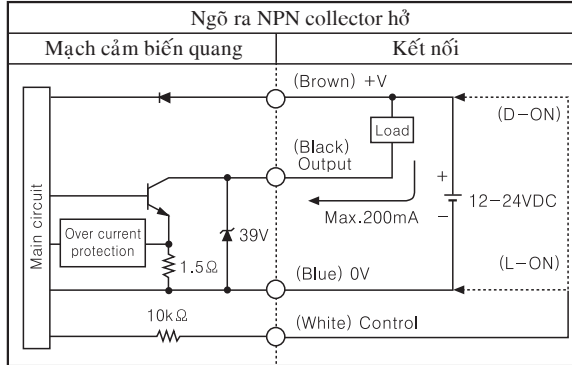 Ngõ ra NPN collector hở
Mạch cảm biến quang
Kết nối
(Brown) +V
(D-ON)
Load
(Black)
Output
+
12-24VDC
-
Max.200mA
Main circuit
Over current
protection
39V
1.5Ω
(Blue) 0V
(L-ON)
10kΩ
(White) Control